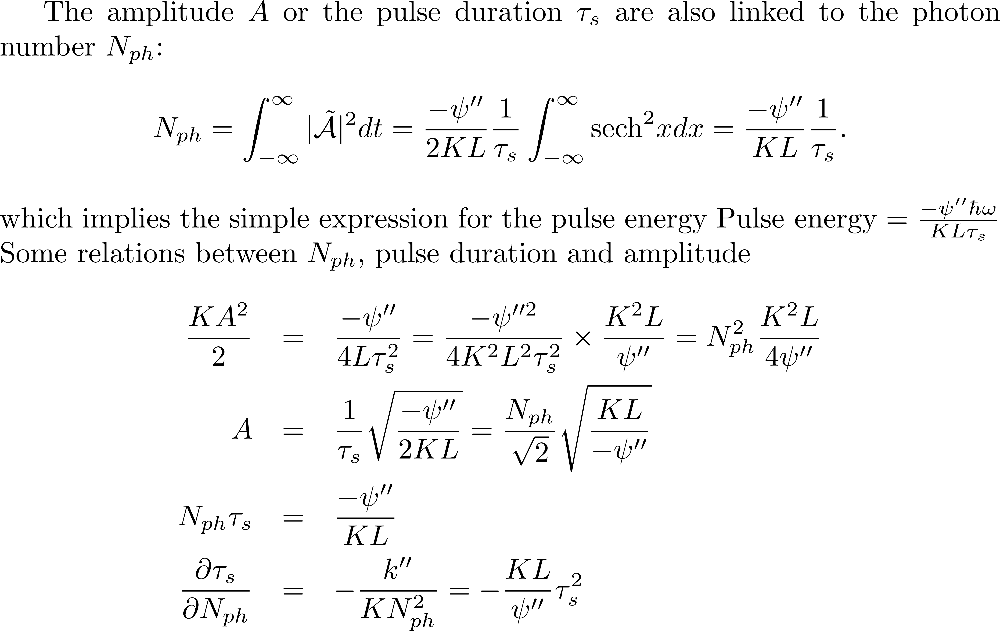 The amplitude $A$ or the pulse duration $\tau_s$ are also linked to the photon
number $N_{ph}$:
$N_{ph} = \int_{-\infty}^{\infty} |\tilde{\mathcal{A}}|^2 dt = \frac{-\psi''}{2KL} \frac{1}{\tau_s} \int_{-\infty}^{\infty} \text{sech}^2 x dx = \frac{-\psi''}{KL} \frac{1}{\tau_s}.$
which implies the simple expression for the pulse energy Pulse energy $= \frac{-\psi'' \hbar \omega}{KL\tau_s}$
Some relations between $N_{ph}$, pulse duration and amplitude
$\frac{KA^2}{2} = \frac{-\psi''}{4L\tau_s^2} = \frac{-\psi''^2}{4K^2L^2\tau_s^2} \times \frac{K^2L}{\psi''} = N_{ph}^2 \frac{K^2L}{4\psi''}$
$A = \frac{1}{\tau_s} \sqrt{\frac{-\psi''}{2KL}} = \frac{N_{ph}}{\sqrt{2}} \sqrt{\frac{KL}{-\psi''}}$
$N_{ph}\tau_s = \frac{-\psi''}{KL}$
$\frac{\partial \tau_s}{\partial N_{ph}} = -\frac{k''}{KN_{ph}^2} = -\frac{KL}{\psi''} \tau_s^2$